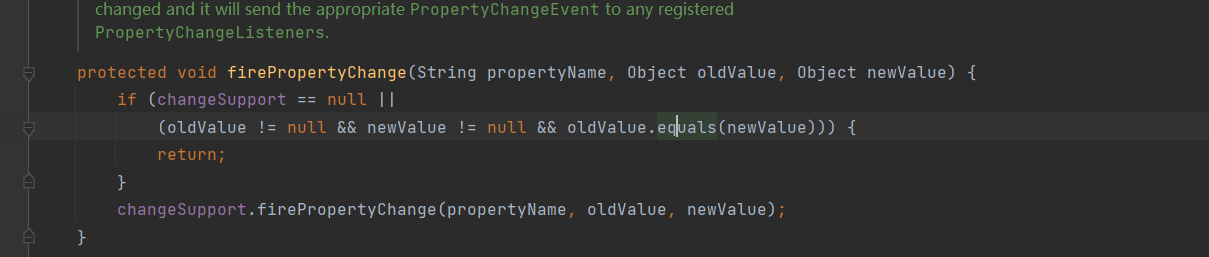 changed and it will send the appropriate PropertyChangeEvent to any registered
PropertyChangeListeners.
protected void firePropertyChange(String propertyName, Object oldValue, Object newValue) {
if (changeSupport == null ||
(oldValue != null && newValue != null && oldValue.equals(newValue))) {
return;
}
changeSupport.firePropertyChange(propertyName, oldValue, newValue);
}